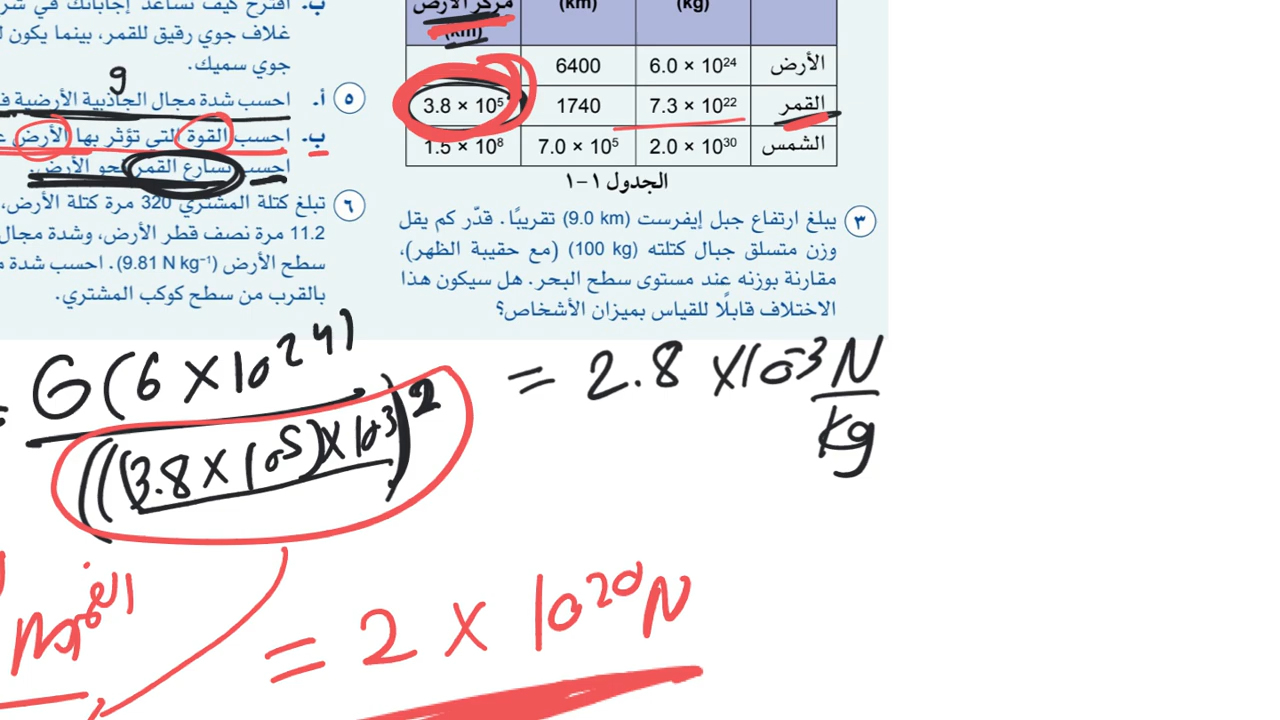 مركز الأرض
(km)
(km)
(kg)
الأرض 6.0 × 10²⁴ 6400
القمر 7.3 × 10²² 1740 3.8 × 10⁵
الشمس 2.0 × 10³⁰ 7.0 × 10⁵ 1.5 × 10⁸
الجدول ١-١
٣ يبلغ ارتفاع جبل إيفرست (9.0 km) تقريبًا. قدّر كم يقل
وزن متسلق جبال كتلته (100 kg) (مع حقيبة الظهر)،
مقارنة بوزنه عند مستوى سطح البحر. هل سيكون هذا
الاختلاف قابلًا للقياس بميزان الأشخاص؟
ب. اقترح كيف تساعد إجاباتك في
غلاف جوي رقيق للقمر، بينما يكون
جوي سميك.
g
٥ أ. احسب شدة مجال الجاذبية الأرضية
ب. احسب القوة التي تؤثر بها الأرض
احسب تسارع القمر نحو الأرض.
٦ تبلغ كتلة المشتري 320 مرة كتلة الأرض،
11.2 مرة نصف قطر الأرض، وشدة مجال
سطح الأرض (9.81 N kg⁻¹). احسب شدة
بالقرب من سطح كوكب المشتري.
= G(6 × 10²⁴) / (((3.8 × 10⁵) × 10³))² = 2.8 × 10⁻³ N/kg
= 2 × 10²⁰ N